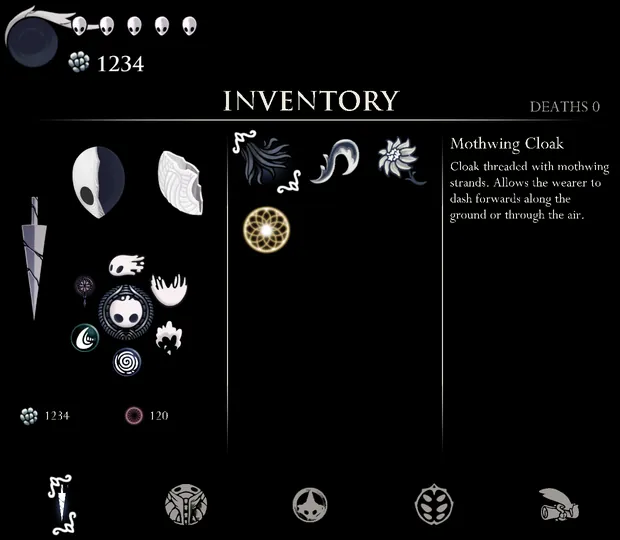 1234
INVENTORY
DEATHS 0
Mothwing Cloak
Cloak threaded with mothwing
strands. Allows the wearer to
dash forwards along the
ground or through the air.
1234
120